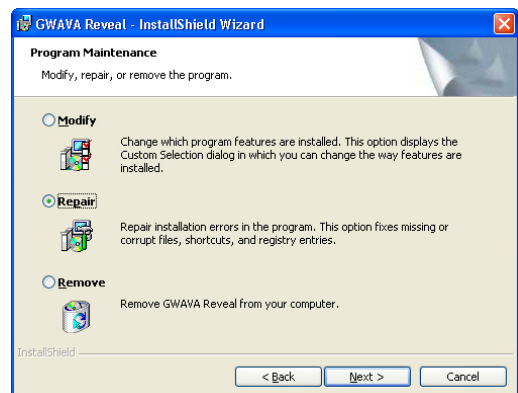 GWAVA Reveal - InstallShield Wizard
Program Maintenance
Modify, repair, or remove the program.
Modify
Change which program features are installed. This option displays the
Custom Selection dialog in which you can change the way features are
installed.
Repair
Repair installation errors in the program. This option fixes missing or
corrupt files, shortcuts, and registry entries.
Remove
Remove GWAVA Reveal from your computer.
InstallShield
< Back
Next >
Cancel